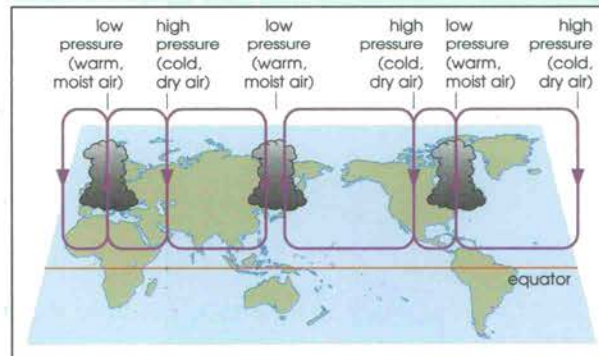 low
pressure
(warm,
moist air)
high
pressure
(cold,
dry air)
low
pressure
(warm,
moist air)
high
pressure
(cold,
dry air)
low
pressure
(warm,
moist air)
high
pressure
(cold,
dry air)
equator